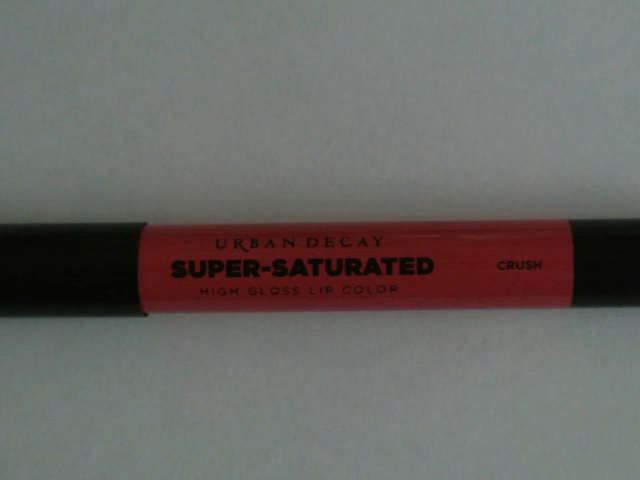 URBAN DECAY
SUPER-SATURATED
HIGH GLOSS LIP COLOR
CRUSH